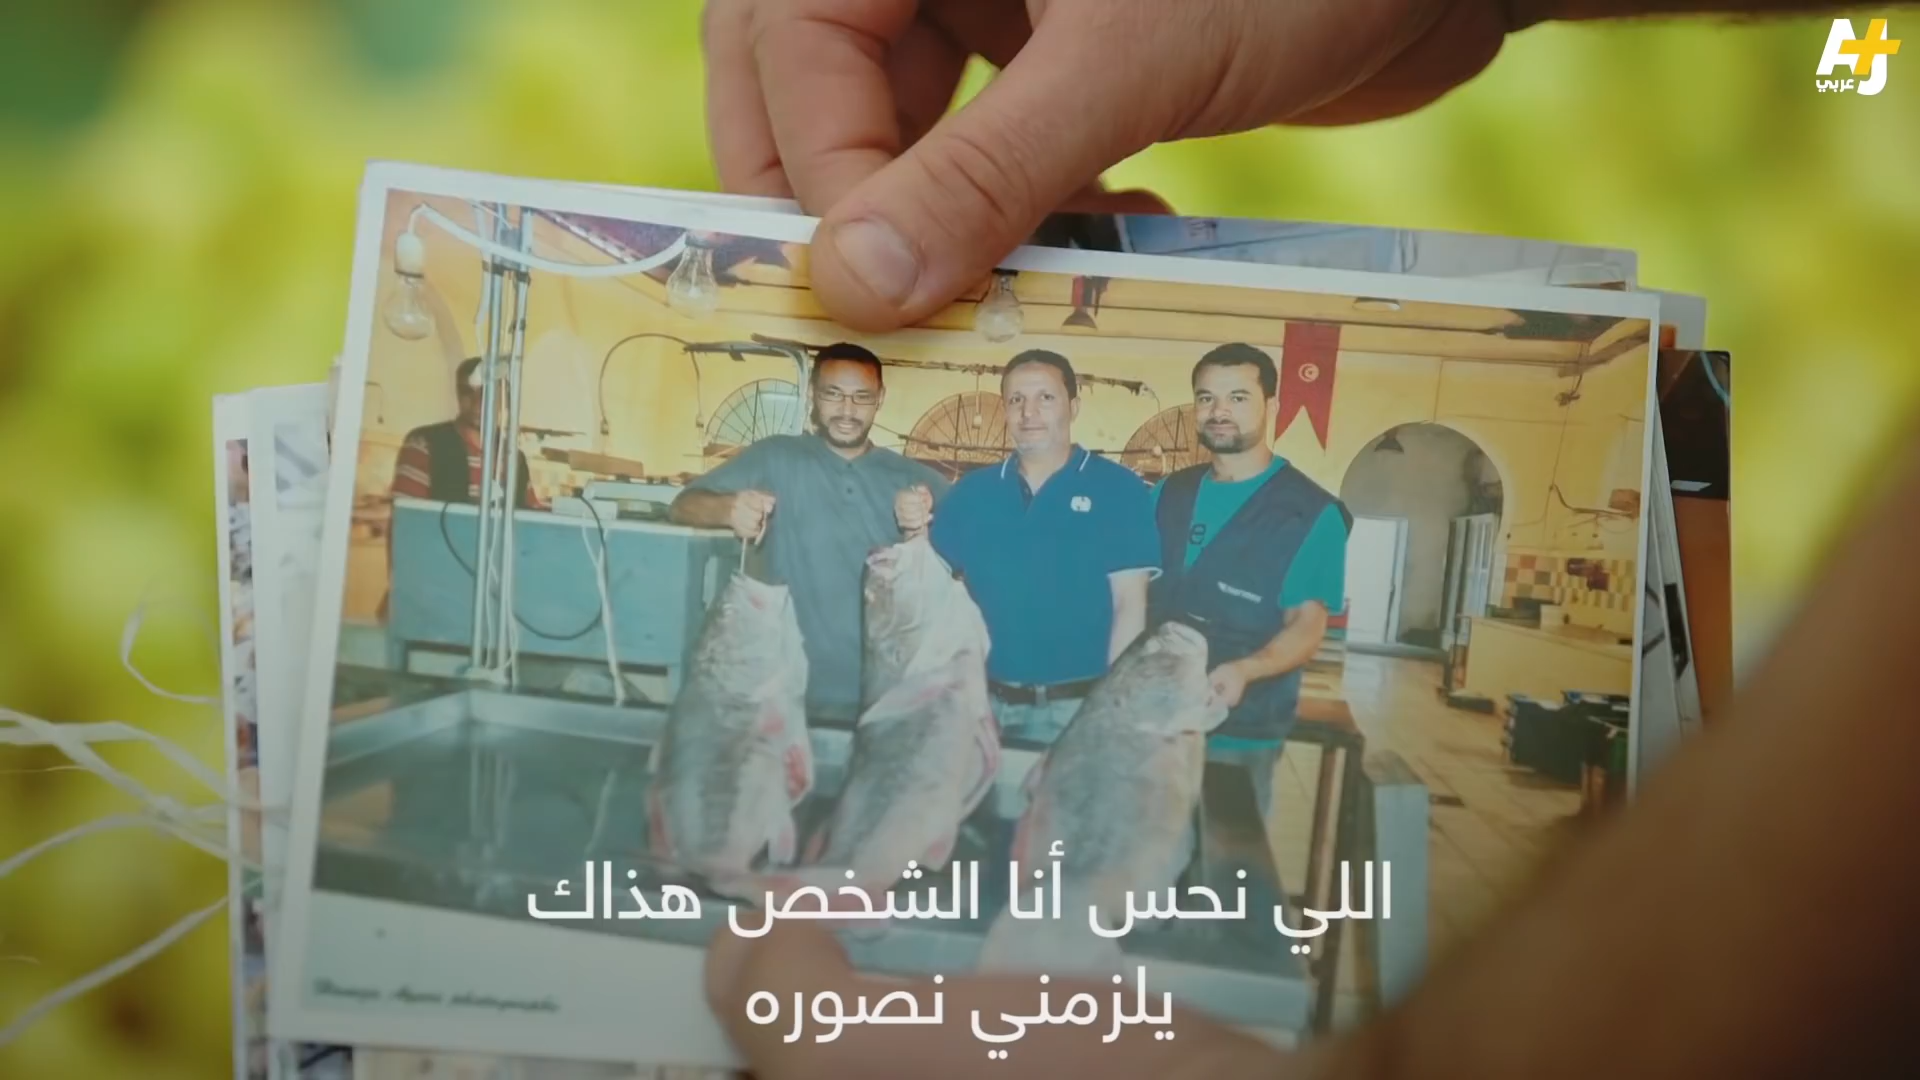 عربي
اللي نحس أنا الشخص هذاك
يلزمني نصوره